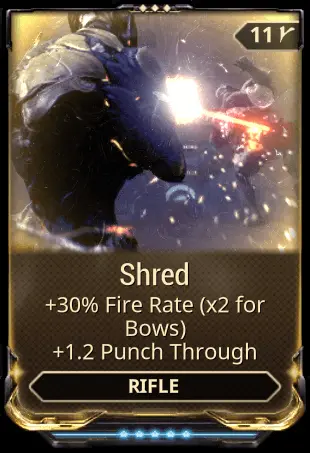 11
Shred
+30% Fire Rate (x2 for
Bows)
+1.2 Punch Through
RIFLE